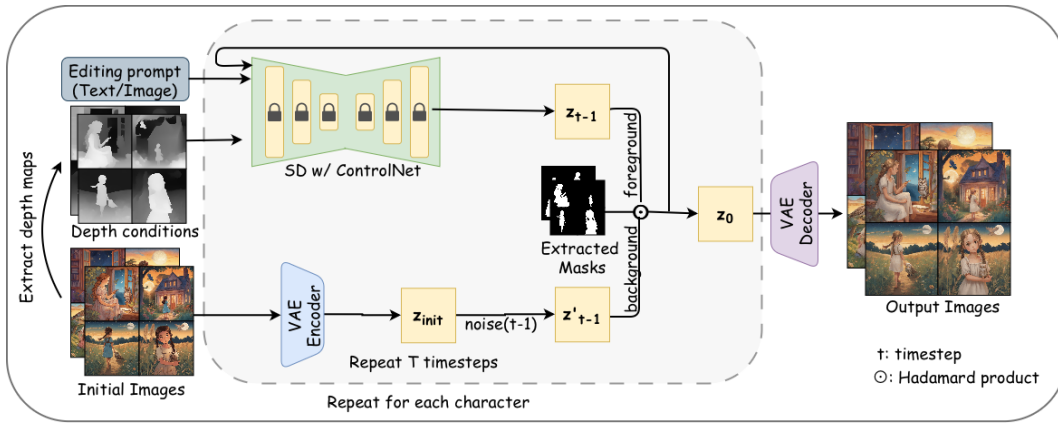 Editing prompt
(Text/Image)
Extract depth maps
Depth conditions
Initial Images
SD w/ ControlNet
VAE
Encoder
z_init
noise(t-1)
z_t-1
z'_t-1
foreground
background
Extracted
Masks
z_0
VAE
Decoder
Output Images
Repeat T timesteps
Repeat for each character
t: timestep
⊙: Hadamard product